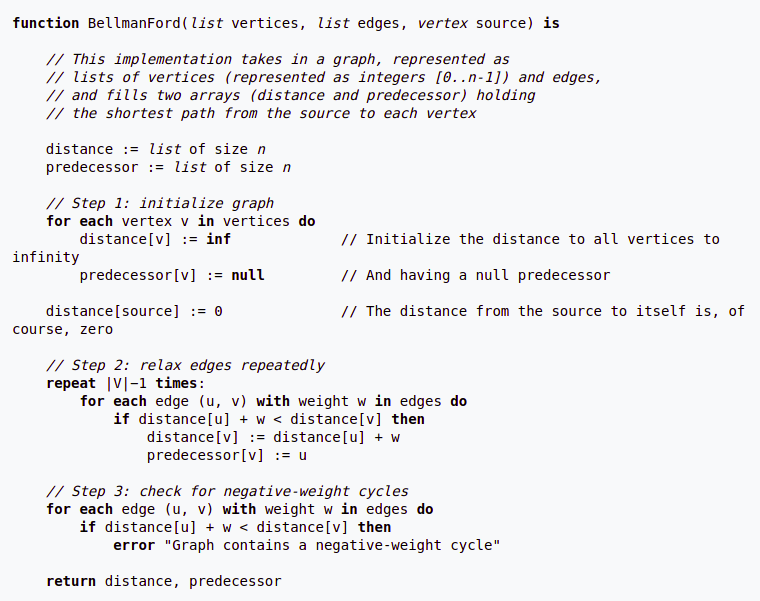 function BellmanFord(list vertices, list edges, vertex source) is
// This implementation takes in a graph, represented as
// lists of vertices (represented as integers [0..n-1]) and edges,
// and fills two arrays (distance and predecessor) holding
// the shortest path from the source to each vertex
distance := list of size n
predecessor := list of size n
// Step 1: initialize graph
for each vertex v in vertices do
distance[v] := inf // Initialize the distance to all vertices to
infinity
predecessor[v] := null // And having a null predecessor
distance[source] := 0 // The distance from the source to itself is, of
course, zero
// Step 2: relax edges repeatedly
repeat |V|−1 times:
for each edge (u, v) with weight w in edges do
if distance[u] + w < distance[v] then
distance[v] := distance[u] + w
predecessor[v] := u
// Step 3: check for negative-weight cycles
for each edge (u, v) with weight w in edges do
if distance[u] + w < distance[v] then
error "Graph contains a negative-weight cycle"
return distance, predecessor